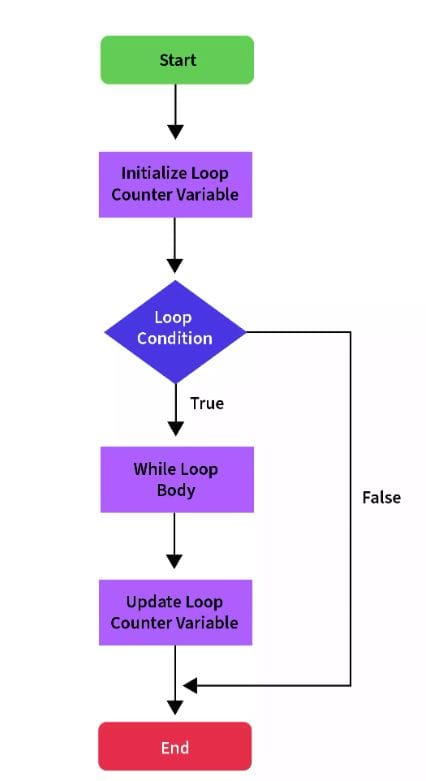 Start
Initialize Loop
Counter Variable
Loop
Condition
True
While Loop
Body
False
Update Loop
Counter Variable
End